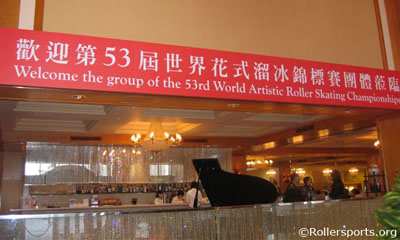 歡迎第53屆世界花式溜冰錦標賽團體蒞臨
Welcome the group of the 53rd World Artistic Roller Skating Championships
©Rollersports.org